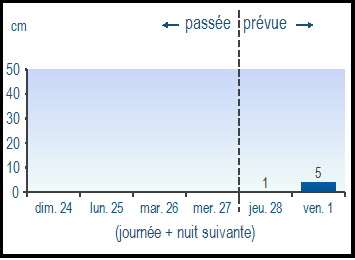 passée prévue
cm
50
40
30
20
10
0
1
5
dim. 24 lun. 25 mar. 26 mer. 27 jeu. 28 ven. 1
(journée + nuit suivante)